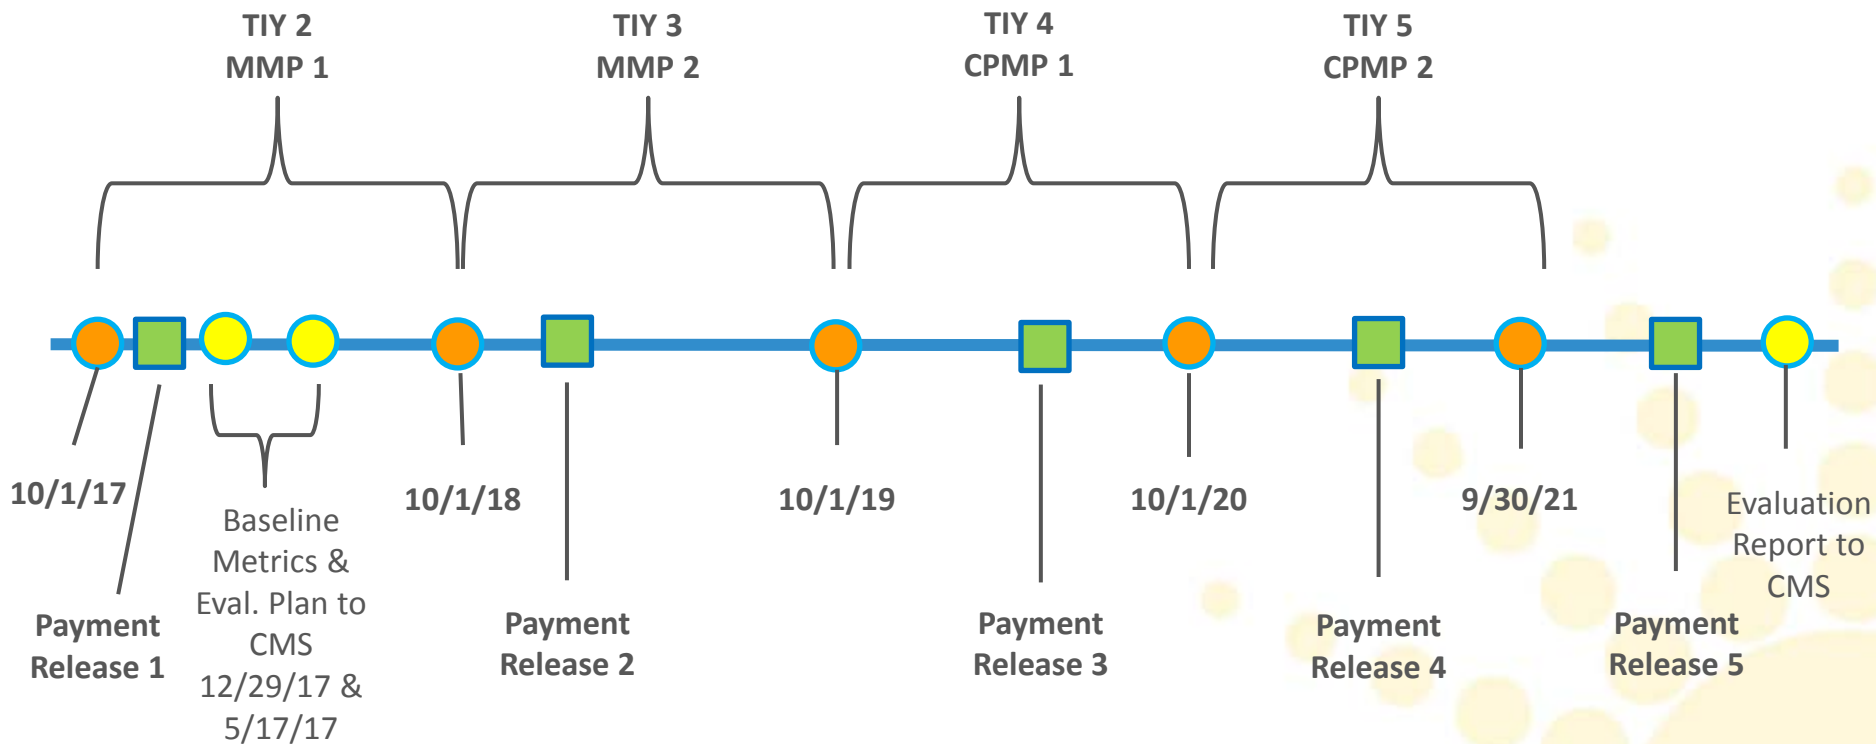 TIY 2
MMP 1
TIY 3
MMP 2
TIY 4
CPMP 1
TIY 5
CPMP 2
10/1/17
10/1/18
10/1/19
10/1/20
9/30/21
Payment
Release 1
Baseline
Metrics &
Eval. Plan to
CMS
12/29/17 &
5/17/17
Payment
Release 2
Payment
Release 3
Payment
Release 4
Payment
Release 5
Evaluation
Report to
CMS